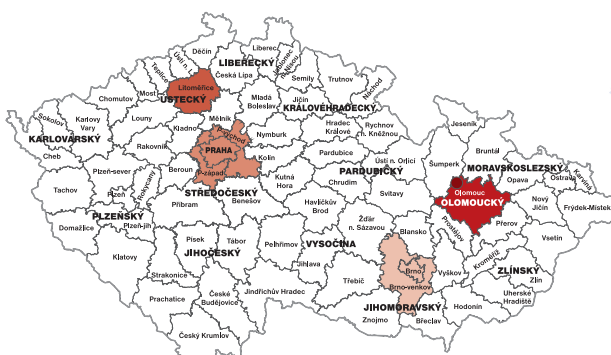 Děčín
Liberec
Jablonec
n. Nisou
LIBERECKÝ
Ústí n. L.
Teplice
Česká Lípa
Semily
Trutnov
Litoměřice
Most
ÚSTECKÝ
Chomutov
Mladá
Boleslav
Jičín
Náchod
KRÁLOVÉHRADECKÝ
Sokolov
Karlovy
Vary
Louny
Mělník
Kladno
P-východ
Nymburk
Hradec
Králové
Rychnov
n. Kněžnou
Jeseník
KARLOVARSKÝ
Rakovník
PRAHA
Cheb
Kolín
Pardubice
Ústí n. Orlicí
Šumperk
Bruntál
MORAVSKOSLEZSKÝ
Plzeň-sever
Rokycany
Beroun
P-západ
PARDUBICKÝ
Opava
Ostrava
Karviná
Tachov
Plzeň
Kutná
Hora
Chrudim
Svitavy
Olomouc
OLOMOUCKÝ
STŘEDOČESKÝ
Benešov
Příbram
Havlíčkův
Brod
Nový
Jičín
Frýdek-Místek
PLZEŇSKÝ
Plzeň-jih
Domažlice
Žďár
n. Sázavou
Blansko
Prostějov
Přerov
Vsetín
Písek
Tábor
Pelhřimov
VYSOČINA
Klatovy
JIHOČESKÝ
Jihlava
Brno
Kroměříž
Vyškov
ZLÍNSKÝ
Zlín
Strakonice
Třebíč
Brno-venkov
Prachatice
České
Budějovice
Jindřichův Hradec
JIHOMORAVSKÝ
Hodonín
Uherské
Hradiště
Znojmo
Břeclav
Český Krumlov